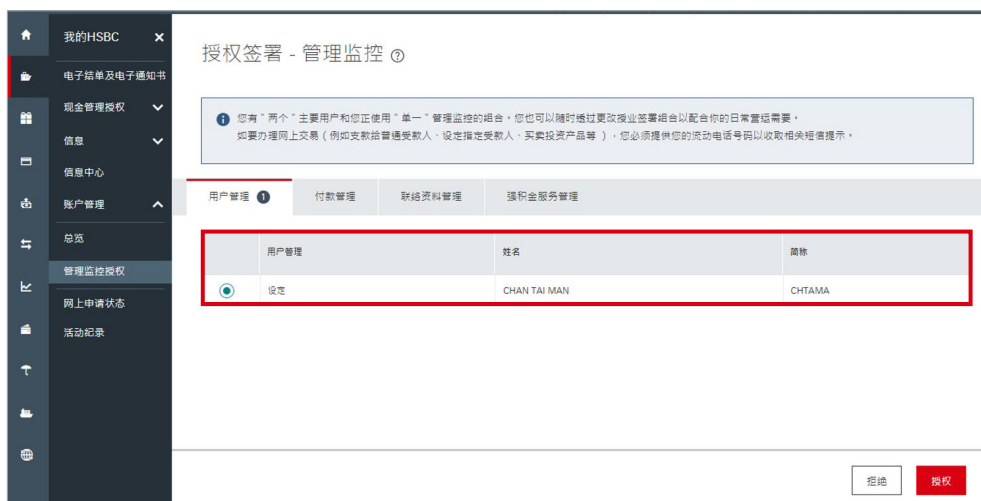 我的HSBC
电子结单及电子通知书
现金管理授权
信息
信息中心
账户管理
总览
管理监控授权
网上申请状态
活动纪录
授权签署 - 管理监控
您有"两个"主要用户和您正使用"单一"管理监控的组合。您也可以随时透过更改授业签署组合以配合你的日常营运需要。
如要办理网上交易（例如支款给普通受款人、设定指定受款人、买卖投资产品等），您必须提供您的流动电话号码以收取相关短信提示。
用户管理 1 付款管理 联络资料管理 强积金服务管理
用户管理 姓名 简称
设定 CHAN TAI MAN CHTAMA
拒绝 授权